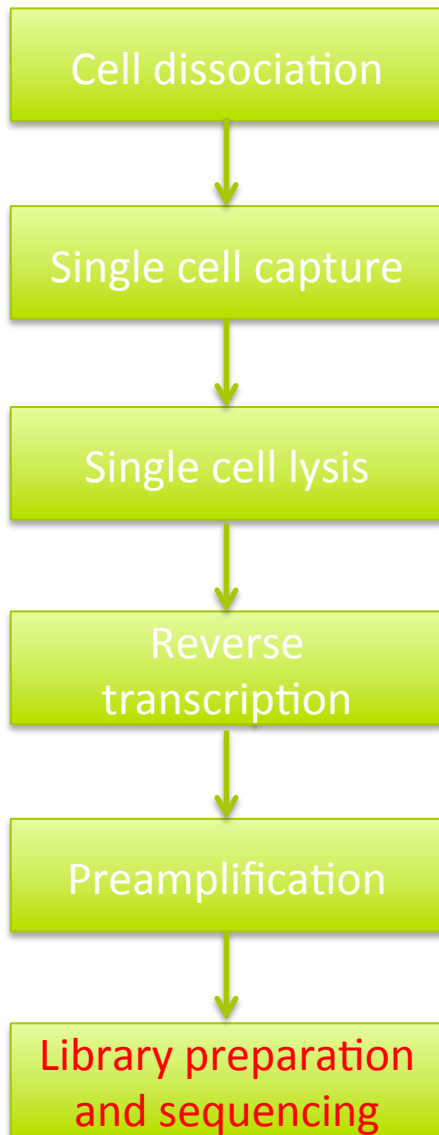 Cell dissociation
Single cell capture
Single cell lysis
Reverse
transcription
Preamplification
Library preparation
and sequencing